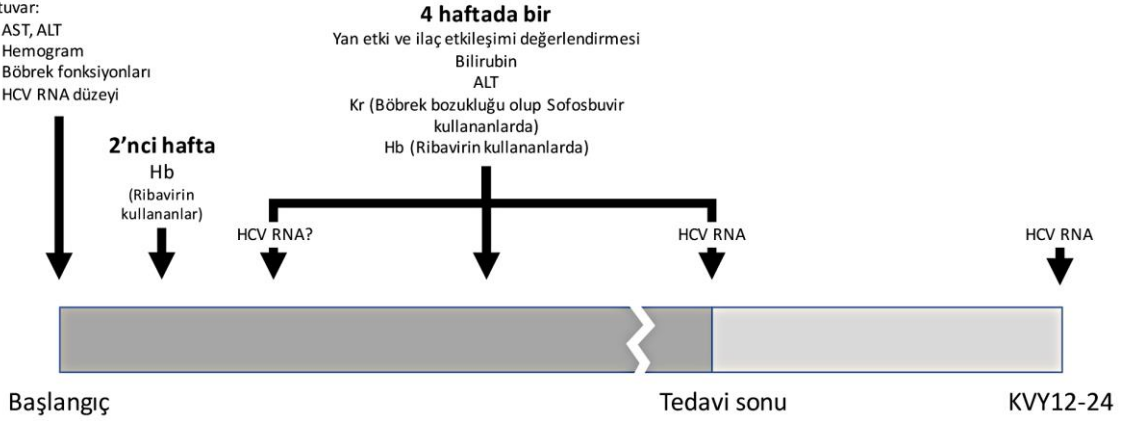 AST, ALT
Hemogram
Böbrek fonksiyonları
HCV RNA düzeyi
2’nci hafta
Hb
(Ribavirin
kullananlar)
4 haftada bir
Yan etki ve ilaç etkileşimi değerlendirmesi
Bilirubin
ALT
Kr (Böbrek bozukluğu olup Sofosbuvir
kullananlarda)
Hb (Ribavirin kullananlarda)
HCV RNA?
HCV RNA
HCV RNA
Başlangıç
Tedavi sonu
KVY12-24